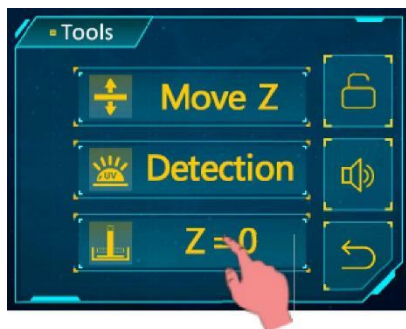 Tools
Move Z
Detection
UV
Z = 0